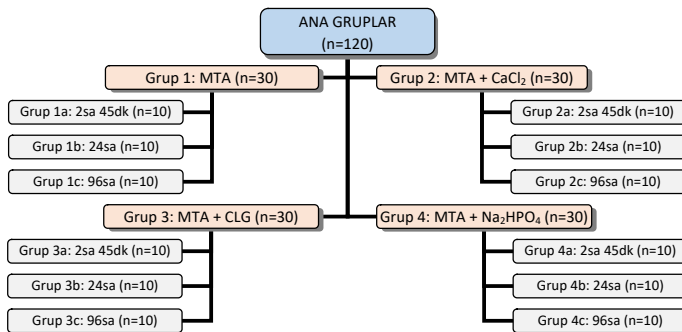 ANA GRUPLAR
(n=120)
Grup 1: MTA (n=30)
Grup 1a: 2sa 45dk (n=10)
Grup 1b: 24sa (n=10)
Grup 1c: 96sa (n=10)
Grup 2: MTA + CaCl₂ (n=30)
Grup 2a: 2sa 45dk (n=10)
Grup 2b: 24sa (n=10)
Grup 2c: 96sa (n=10)
Grup 3: MTA + CLG (n=30)
Grup 3a: 2sa 45dk (n=10)
Grup 3b: 24sa (n=10)
Grup 3c: 96sa (n=10)
Grup 4: MTA + Na₂HPO₄ (n=30)
Grup 4a: 2sa 45dk (n=10)
Grup 4b: 24sa (n=10)
Grup 4c: 96sa (n=10)